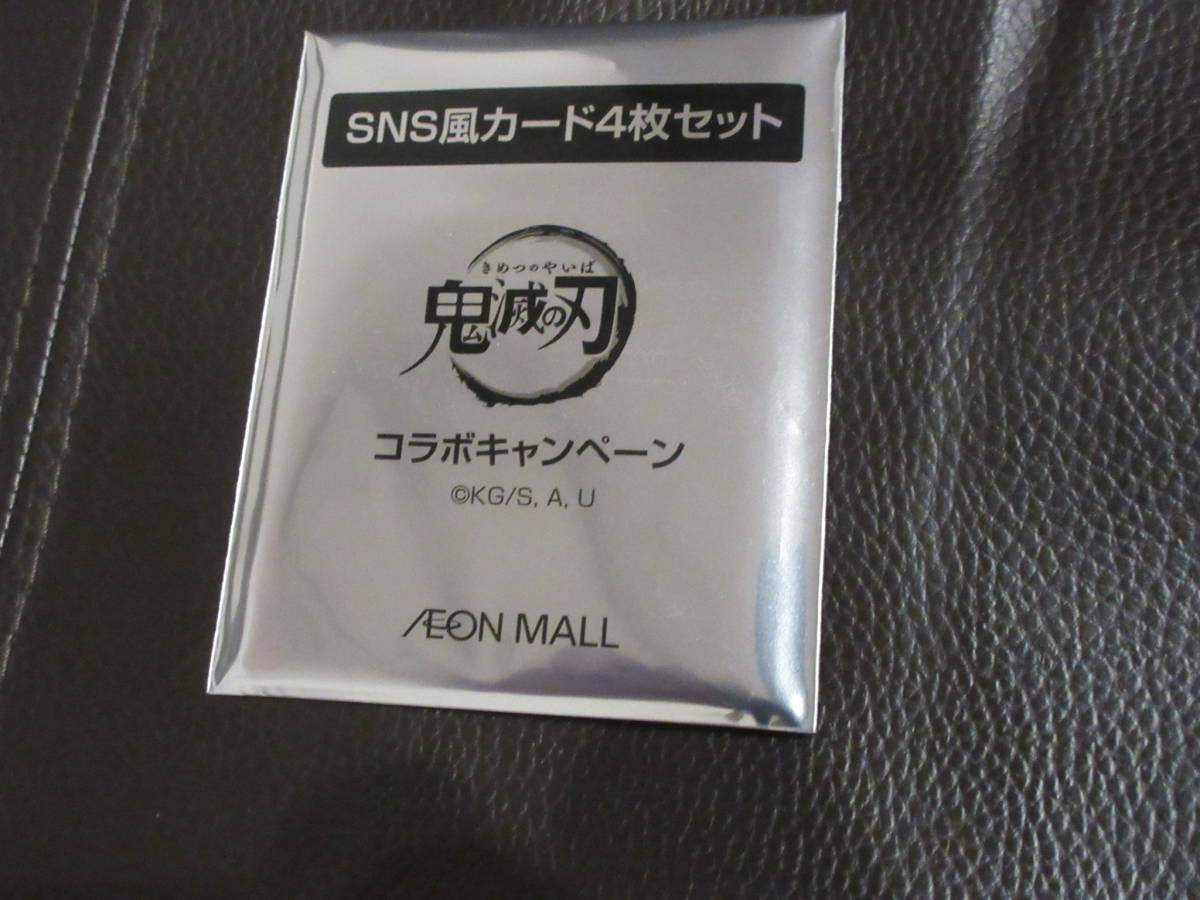 SNS風カード4枚セット
きめつのやいば
鬼滅の刃
コラボキャンペーン
©KG/S, A, U
ÆON MALL